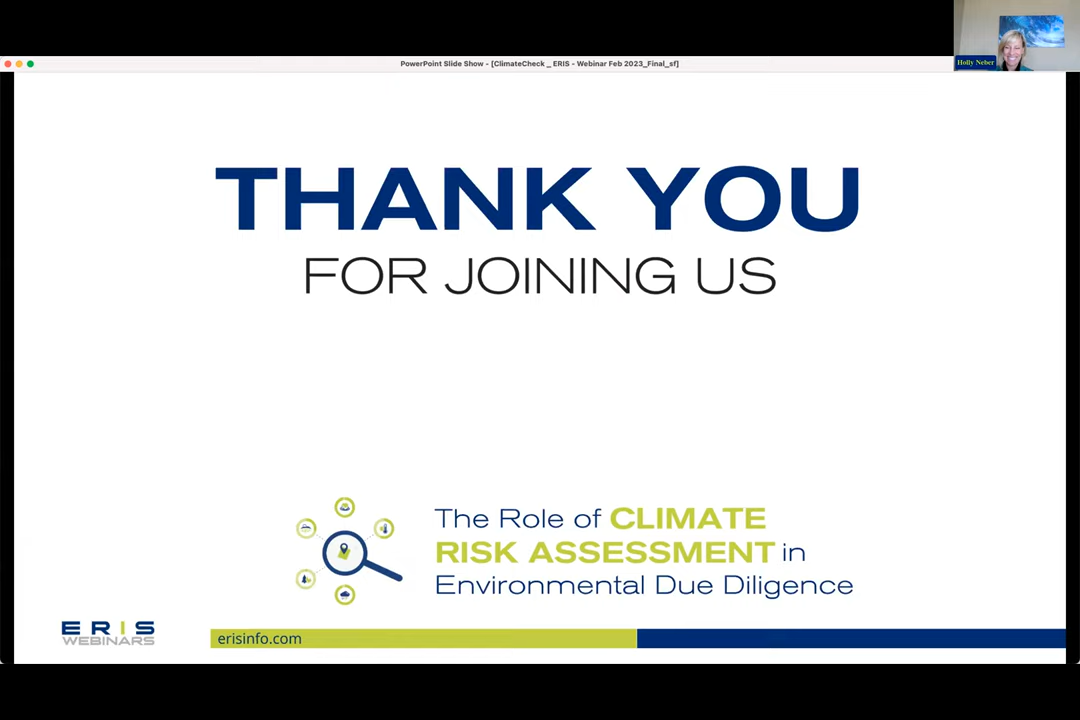 PowerPoint Slide Show - [ClimateCheck _ ERIS - Webinar Feb 2023_Final_sf]
Holly Neber
THANK YOU
FOR JOINING US
The Role of CLIMATE
RISK ASSESSMENT in
Environmental Due Diligence
ERIS
WEBINARS
erisinfo.com